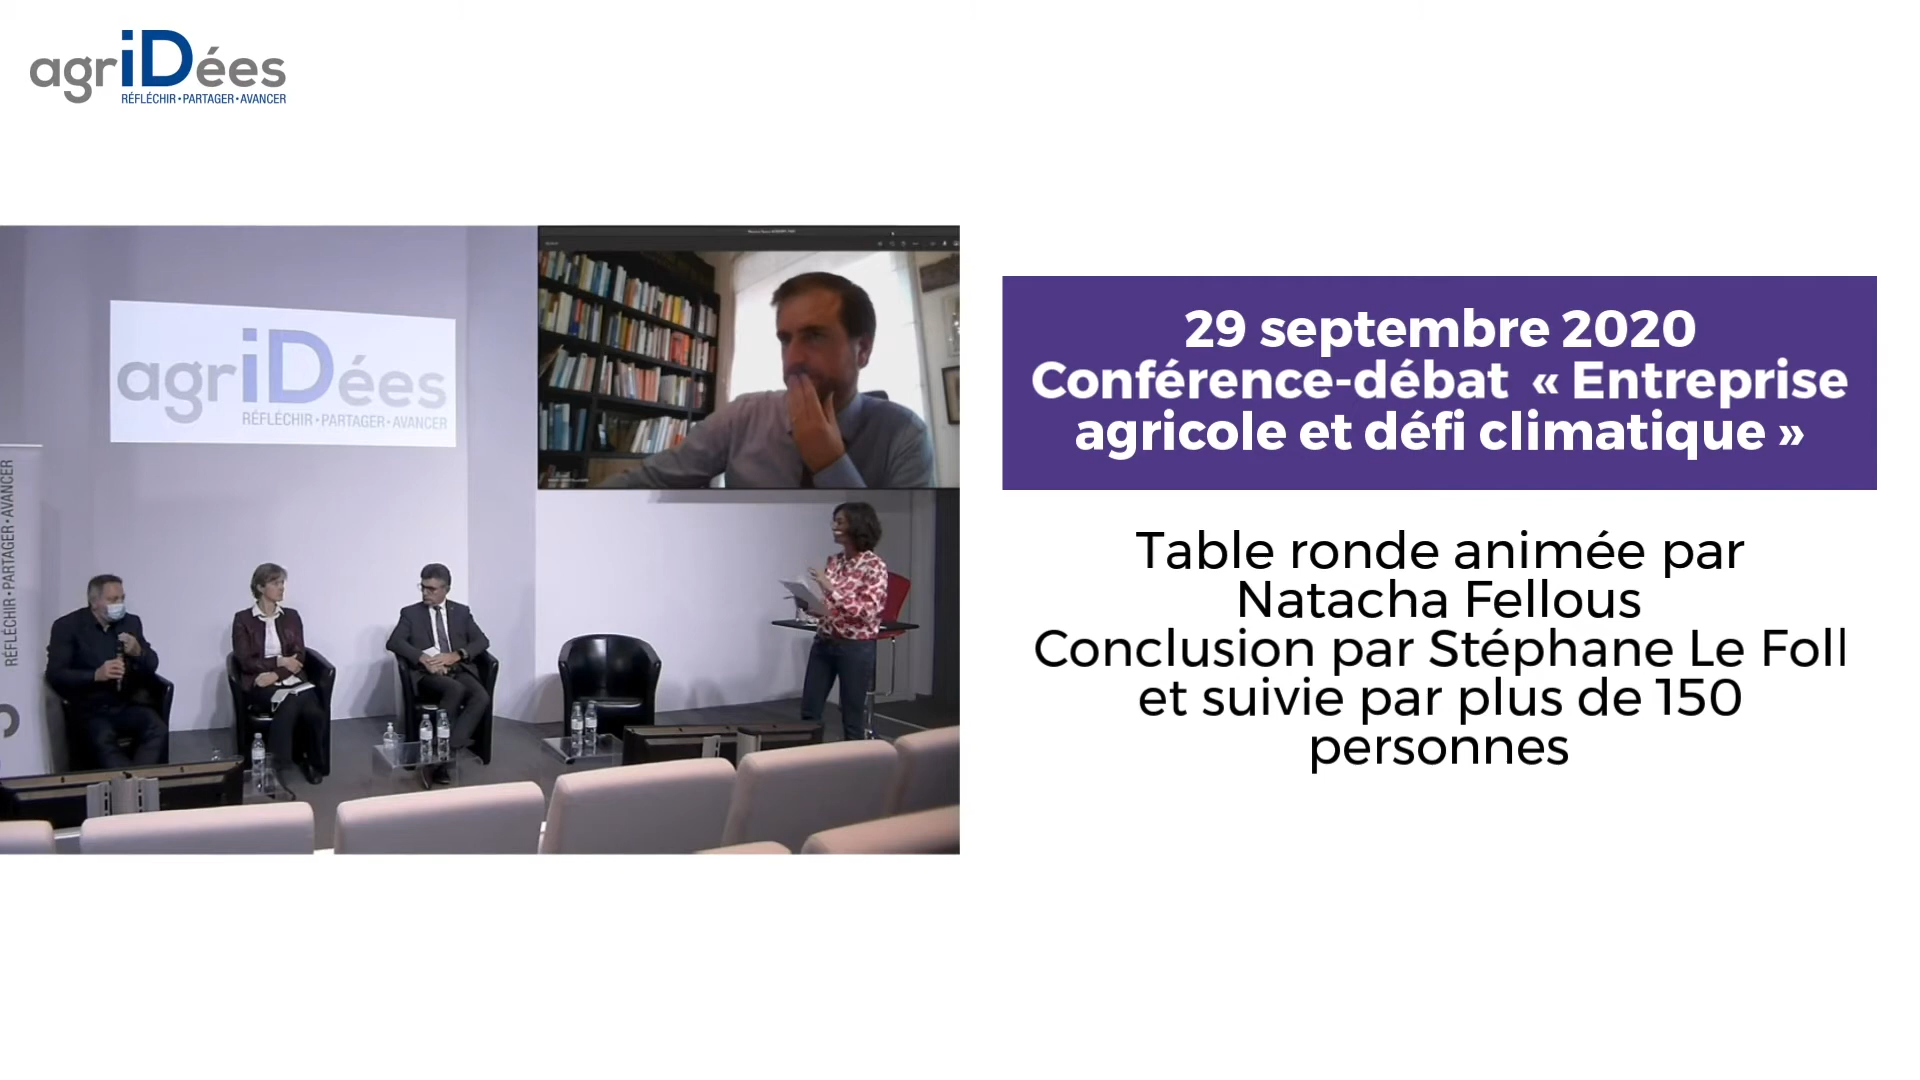 agriDées
RÉFLÉCHIR•PARTAGER•AVANCER
agriDées
RÉFLÉCHIR•PARTAGER•AVANCER
RÉFLÉCHIR•PARTAGER•AVANCER
29 septembre 2020
Conférence-débat « Entreprise
agricole et défi climatique »
Table ronde animée par
Natacha Fellous
Conclusion par Stéphane Le Foll
et suivie par plus de 150
personnes